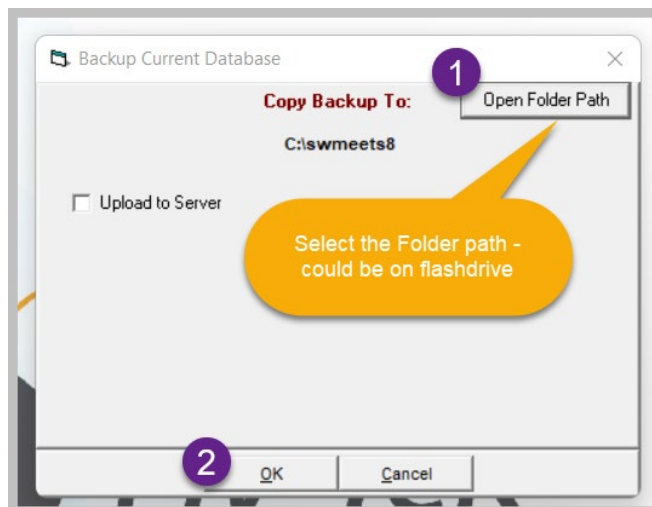 Backup Current Database
1
Copy Backup To:
Open Folder Path
C:\swmeets8
Upload to Server
Select the Folder path -
could be on flashdrive
2
OK
Cancel